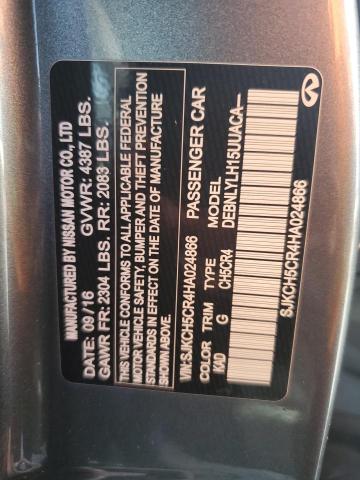 MANUFACTURED BY NISSAN MOTOR CO., LTD
DATE: 09/16 GVWR: 4387 LBS.
GAWR FR: 2304 LBS. RR: 2083 LBS.
THIS VEHICLE CONFORMS TO ALL APPLICABLE FEDERAL
MOTOR VEHICLE SAFETY, BUMPER AND THEFT PREVENTION
STANDARDS IN EFFECT ON THE DATE OF MANUFACTURE
SHOWN ABOVE.
VIN:SJKCH5CR4HA024866 PASSENGER CAR
COLOR TRIM TYPE MODEL
KAD G CH5CR4 DEBNLYLH15UUACA--
SJKCH5CR4HA024866